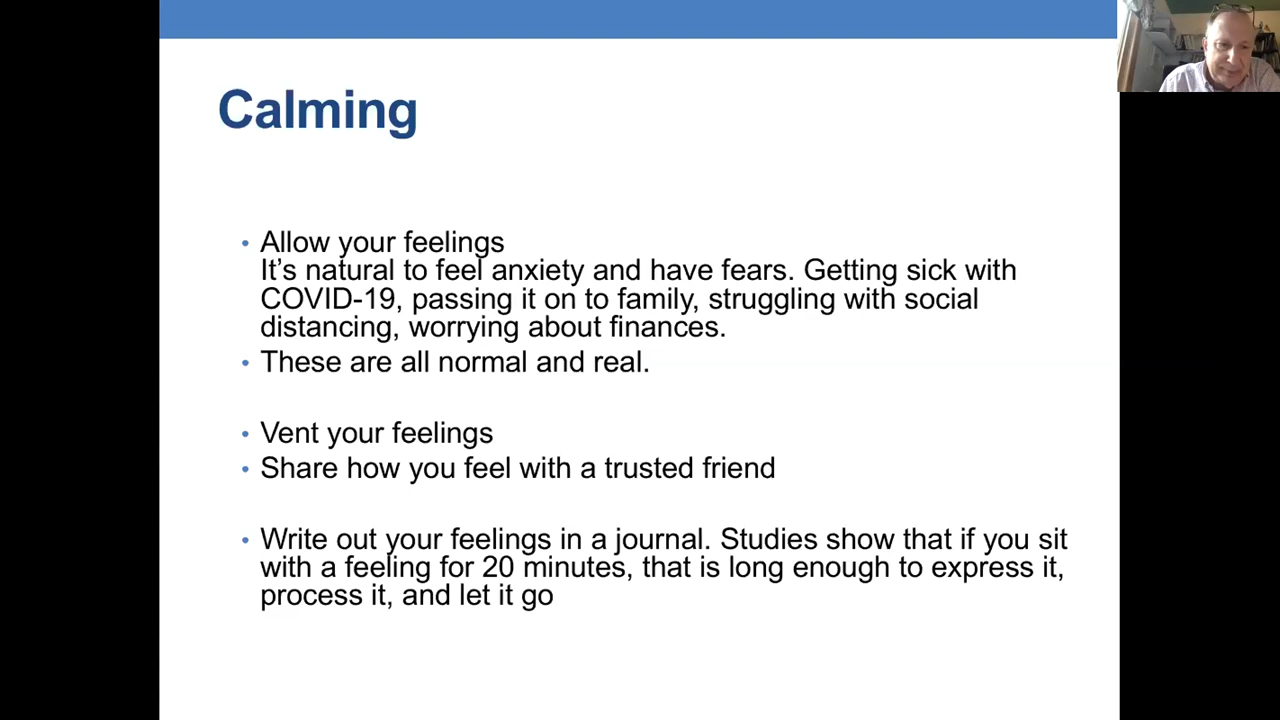 Calming
• Allow your feelings
It’s natural to feel anxiety and have fears. Getting sick with
COVID-19, passing it on to family, struggling with social
distancing, worrying about finances.
• These are all normal and real.
• Vent your feelings
• Share how you feel with a trusted friend
• Write out your feelings in a journal. Studies show that if you sit
with a feeling for 20 minutes, that is long enough to express it,
process it, and let it go